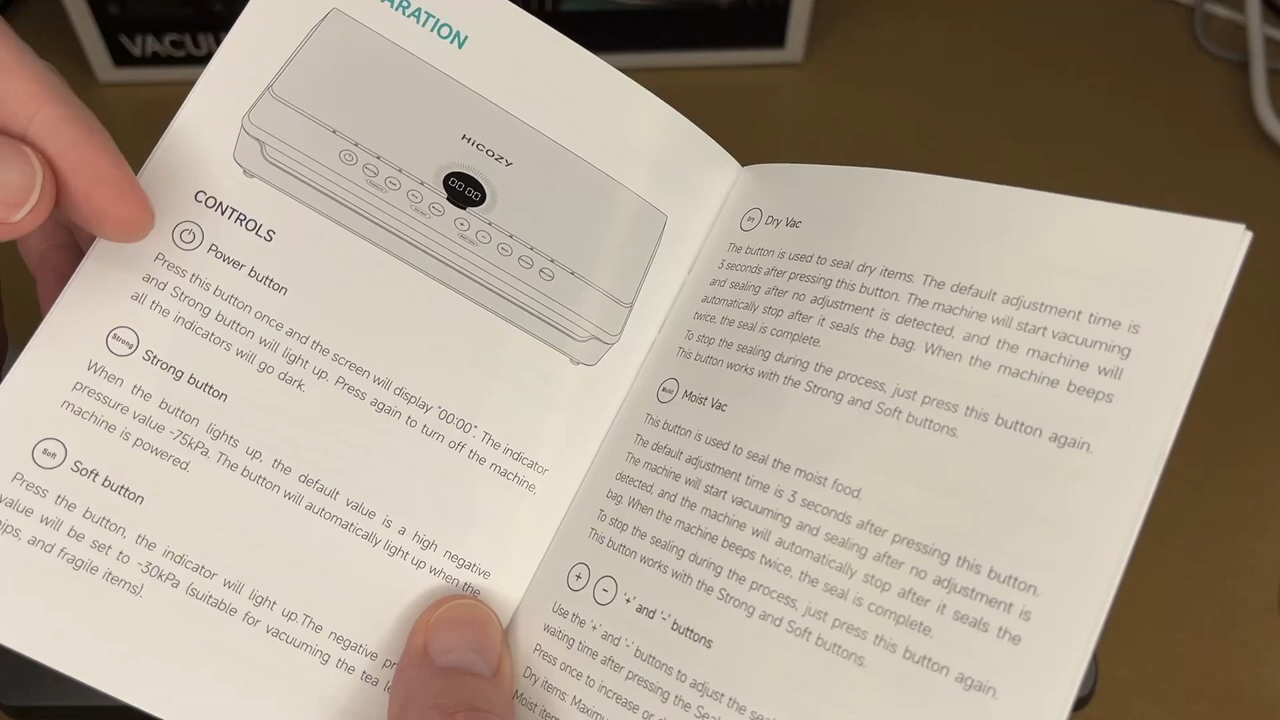 VACUU
ARATION
HICOZY
00:00
CONTROLS
Power button
Press this button once and the screen will display "00:00". The indicator
and Strong button will light up. Press again to turn off the machine,
all the indicators will go dark.
Strong
Strong button
When the button lights up, the default value is a high negative
pressure value -75kPa. The button will automatically light up when the
machine is powered.
Soft
Soft button
Press the button, the indicator will light up.The negative pr
value will be set to -30kPa (suitable for vacuuming the tea le
ips, and fragile items).
Dry
Dry Vac
The button is used to seal dry items. The default adjustment time is
3 seconds after pressing this button. The machine will start vacuuming
and sealing after no adjustment is detected, and the machine will
automatically stop after it seals the bag. When the machine beeps
twice, the seal is complete.
To stop the sealing during the process, just press this button again.
This button works with the Strong and Soft buttons.
Moist
Moist Vac
This button is used to seal the moist food.
The default adjustment time is 3 seconds after pressing this button.
The machine will start vacuuming and sealing after no adjustment is
detected, and the machine will automatically stop after it seals the
bag. When the machine beeps twice, the seal is complete.
To stop the sealing during the process, just press this button again.
This button works with the Strong and Soft buttons.
+ - '+' and '-' buttons
Use the '+' and '-' buttons to adjust the sea
waiting time after pressing the Seal
Press once to increase or d
Dry items: Maximu
Moist item